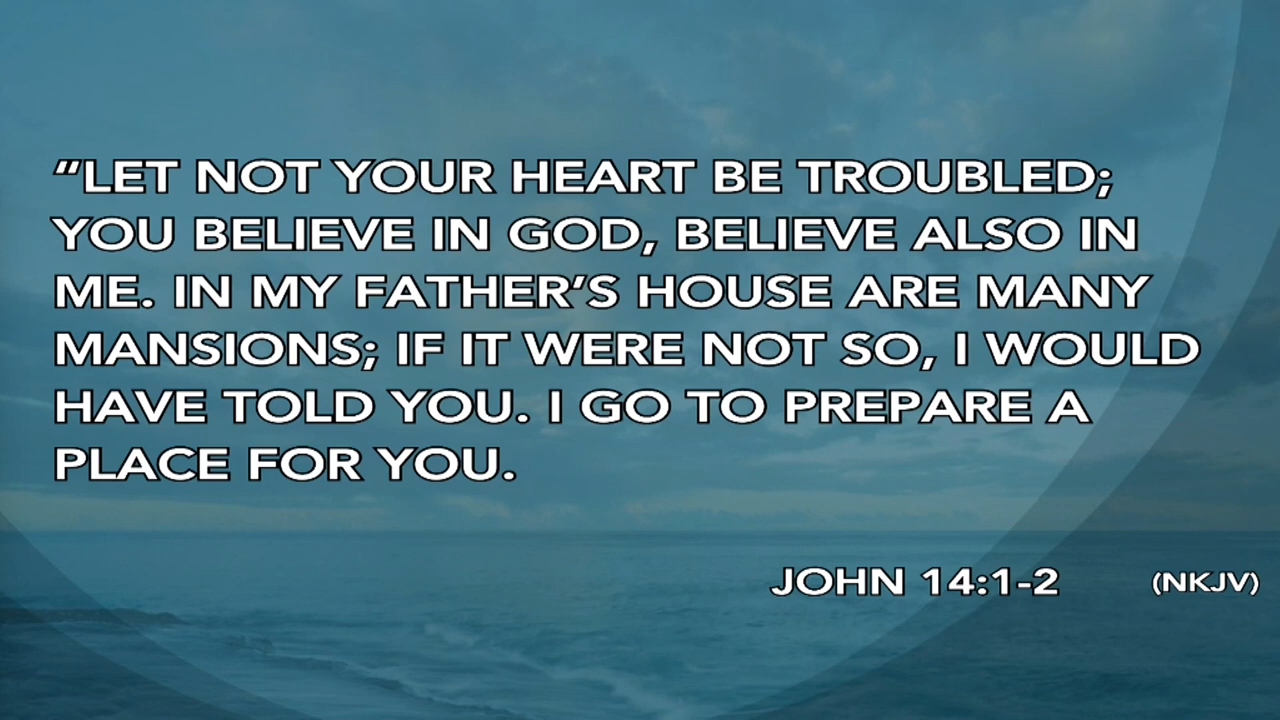 “LET NOT YOUR HEART BE TROUBLED;
YOU BELIEVE IN GOD, BELIEVE ALSO IN
ME. IN MY FATHER’S HOUSE ARE MANY
MANSIONS; IF IT WERE NOT SO, I WOULD
HAVE TOLD YOU. I GO TO PREPARE A
PLACE FOR YOU.
JOHN 14:1-2 (NKJV)